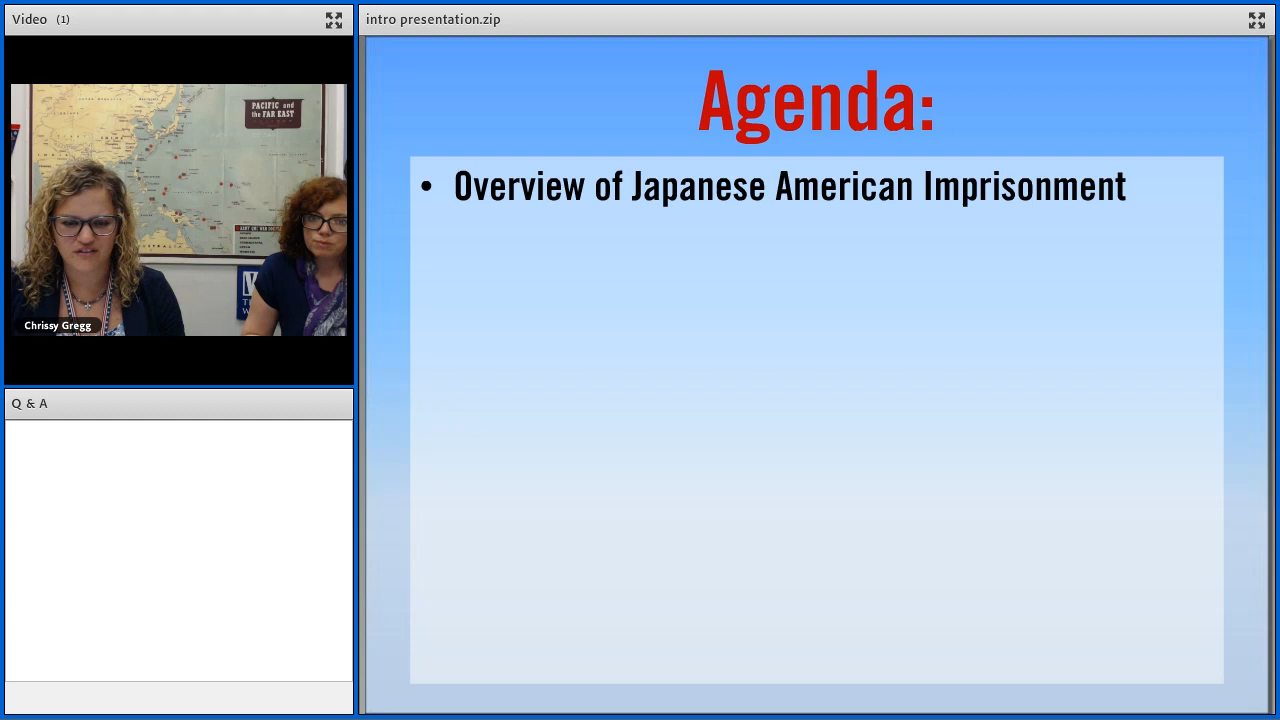 Video (1)
intro presentation.zip
PACIFIC and
the FAR EAST
Chrissy Gregg
Q & A
Agenda:
• Overview of Japanese American Imprisonment